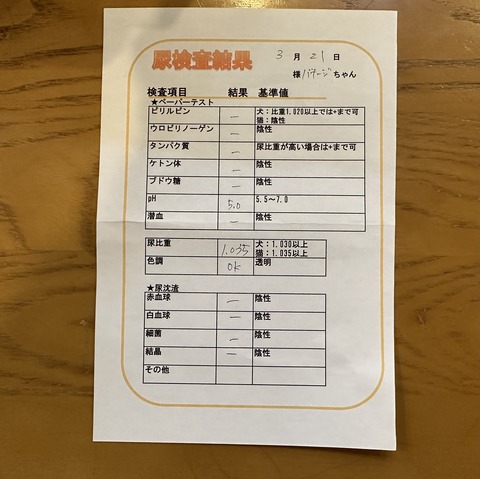 尿検査結果
3月21日
様 バサージちゃん
検査項目 結果 基準値
★ペーパーテスト
ビリルビン — 犬：比重1.020以上では+まで可
猫：陰性
ウロビリノーゲン — 陰性
タンパク質 — 尿比重が高い場合は+まで可
ケトン体 — 陰性
ブドウ糖 — 陰性
pH 5.0 5.5～7.0
潜血 — 陰性
尿比重 1.035 犬：1.030以上
猫：1.035以上
色調 OK 透明
★尿沈渣
赤血球 — 陰性
白血球 — 陰性
細菌 — 陰性
結晶 — 陰性
その他